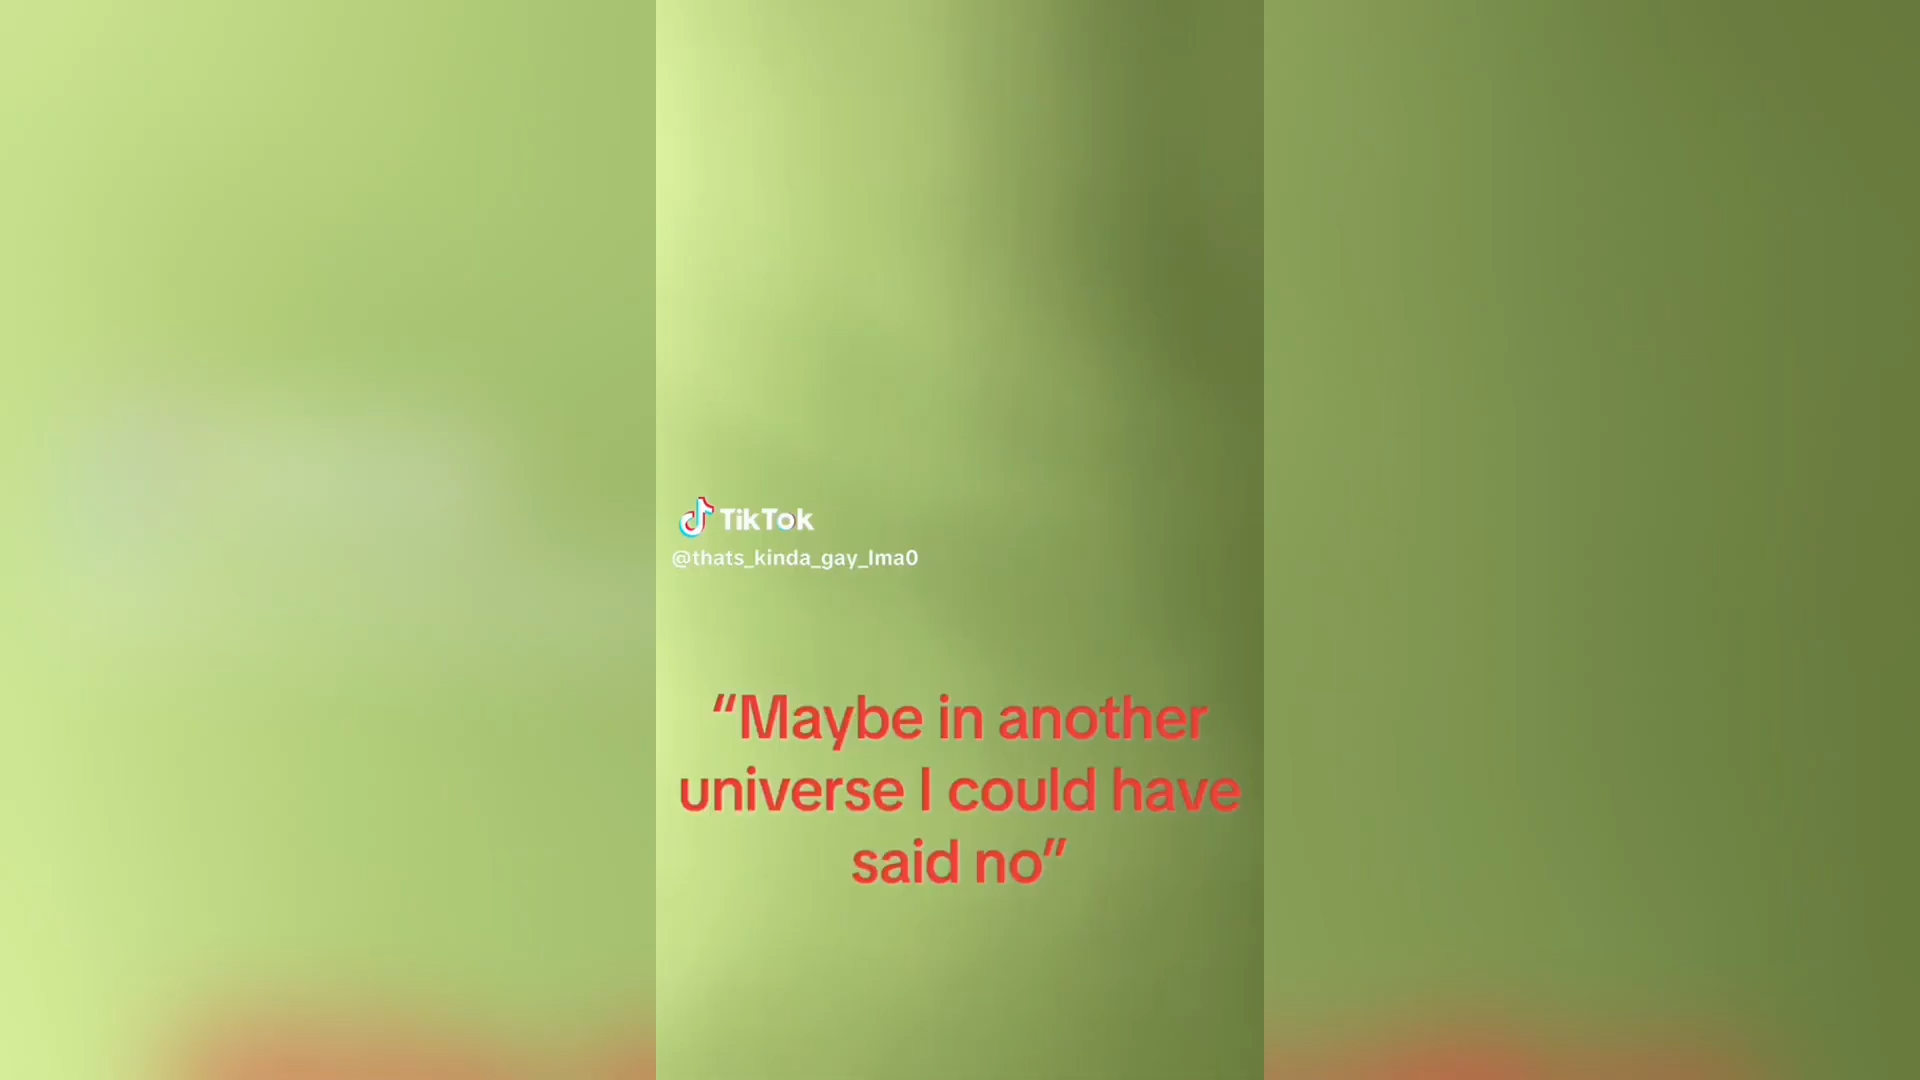 TikTok
@thats_kinda_gay_lma0
“Maybe in another
universe I could have
said no”